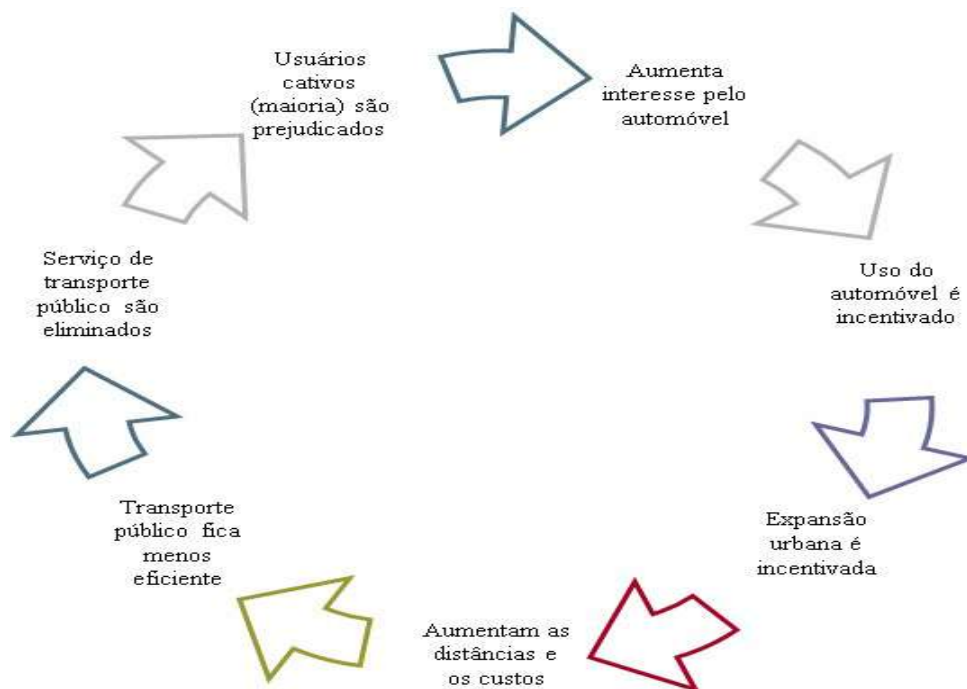 Usuários
cativos
(maioria) são
prejudicados
Aumenta
interesse pelo
automóvel
Uso do
automóvel é
incentivado
Expansão
urbana é
incentivada
Aumentam as
distâncias e
os custos
Transporte
público fica
menos
eficiente
Serviço de
transporte
público são
eliminados